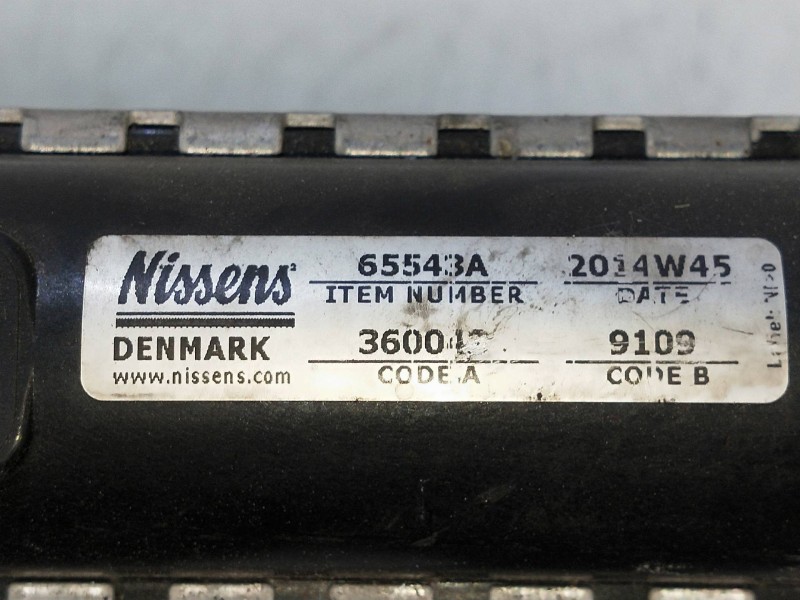 Nissens
DENMARK
www.nissens.com
65543A
ITEM NUMBER
2014W45
DATE
CODE A
9109
CODE B